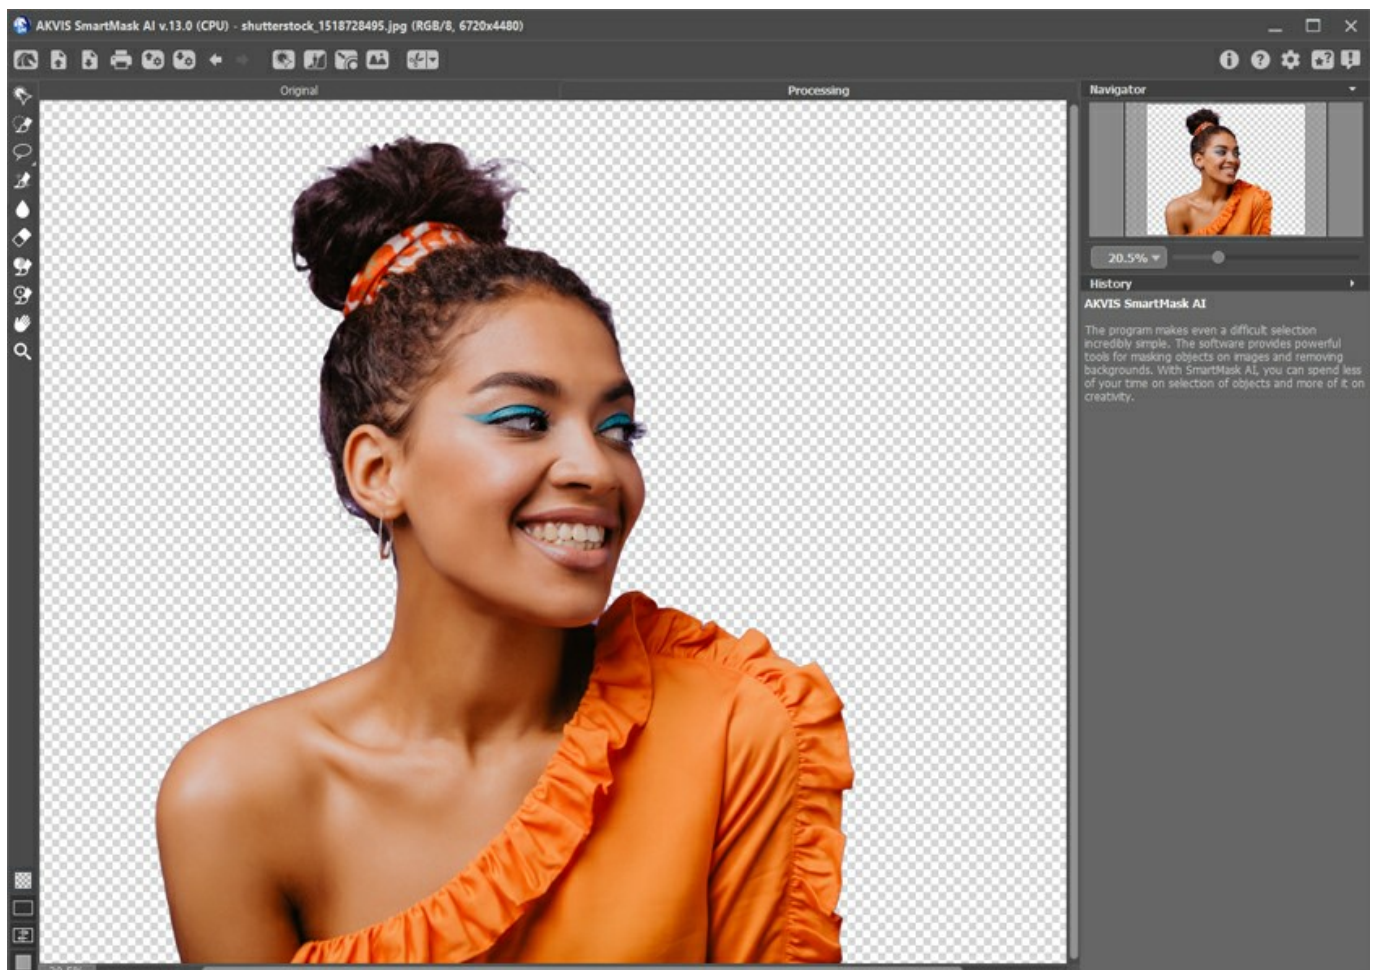 AKVIS SmartMask AI v.13.0 (CPU) - shutterstock_1518728495.jpg (RGB/8, 6720x4480)
Original
Processing
Navigator
20.5%
History
AKVIS SmartMask AI
The program makes even a difficult selection
incredibly simple. The software provides powerful
tools for masking objects on images and removing
backgrounds. With SmartMask AI, you can spend less
of your time on selection of objects and more of it on
creativity.
20.5%